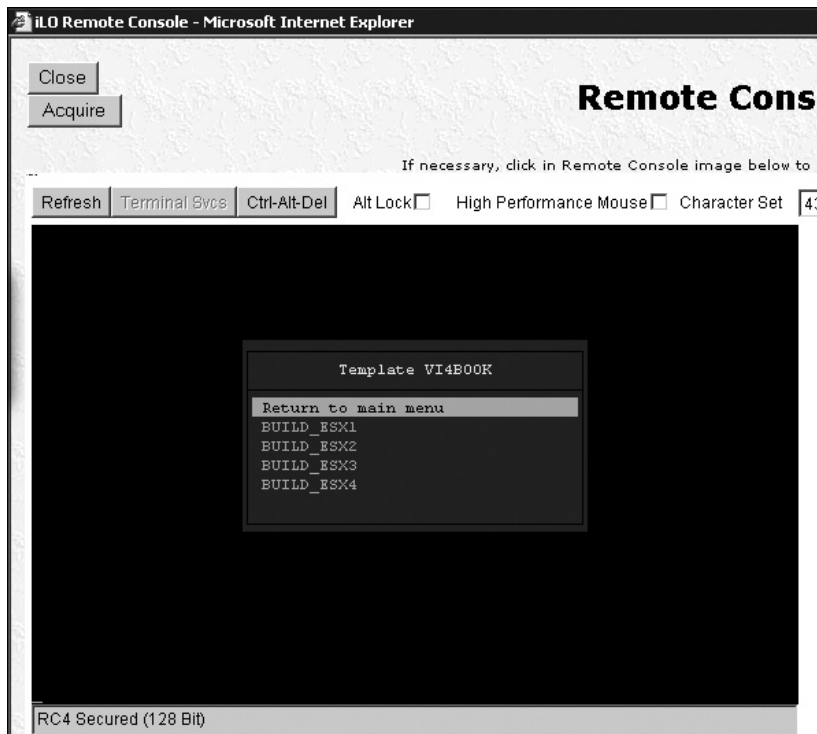 iLO Remote Console - Microsoft Internet Explorer
Close
Acquire
Remote Cons
If necessary, click in Remote Console image below to
Refresh Terminal Svcs Ctrl-Alt-Del Alt Lock High Performance Mouse Character Set 43
Template VI4BOOK
Return to main menu
BUILD_ESX1
BUILD_ESX2
BUILD_ESX3
BUILD_ESX4
RC4 Secured (128 Bit)